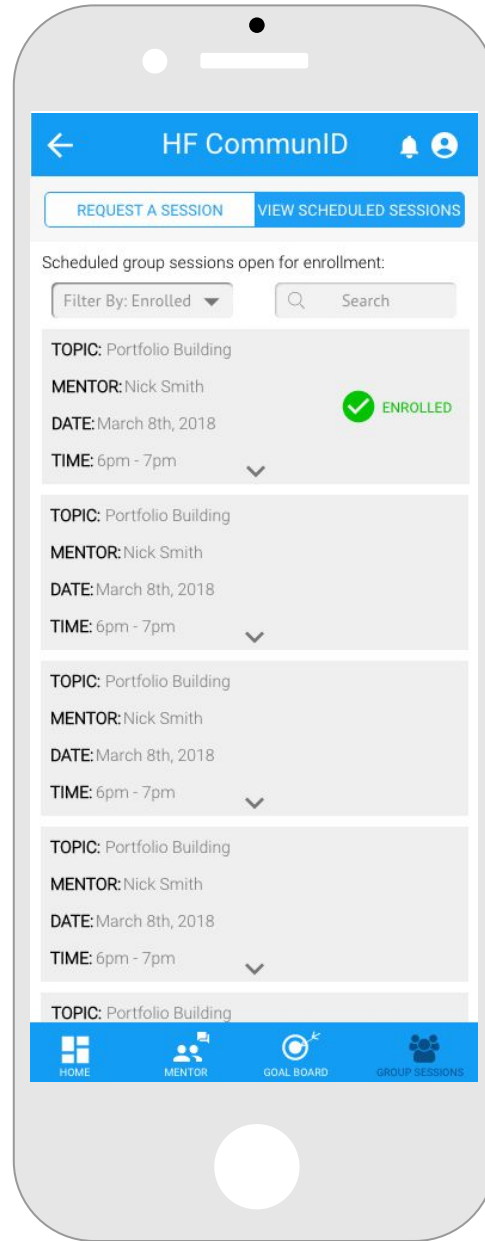 HF CommunID
REQUEST A SESSION VIEW SCHEDULED SESSIONS
Scheduled group sessions open for enrollment:
Filter By: Enrolled Search
TOPIC: Portfolio Building
MENTOR: Nick Smith
ENROLLED
DATE: March 8th, 2018
TIME: 6pm - 7pm
TOPIC: Portfolio Building
MENTOR: Nick Smith
DATE: March 8th, 2018
TIME: 6pm - 7pm
TOPIC: Portfolio Building
MENTOR: Nick Smith
DATE: March 8th, 2018
TIME: 6pm - 7pm
TOPIC: Portfolio Building
MENTOR: Nick Smith
DATE: March 8th, 2018
TIME: 6pm - 7pm
TOPIC: Portfolio Building
HOME MENTOR GOAL BOARD GROUP SESSIONS